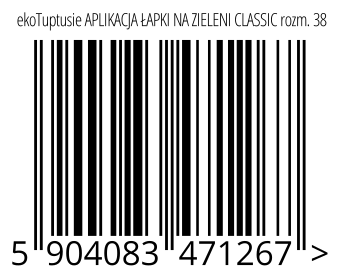 ekoTuptusie APLIKACJA ŁAPKI NA ZIELENI CLASSIC rozm. 38
5 904083 471267 >